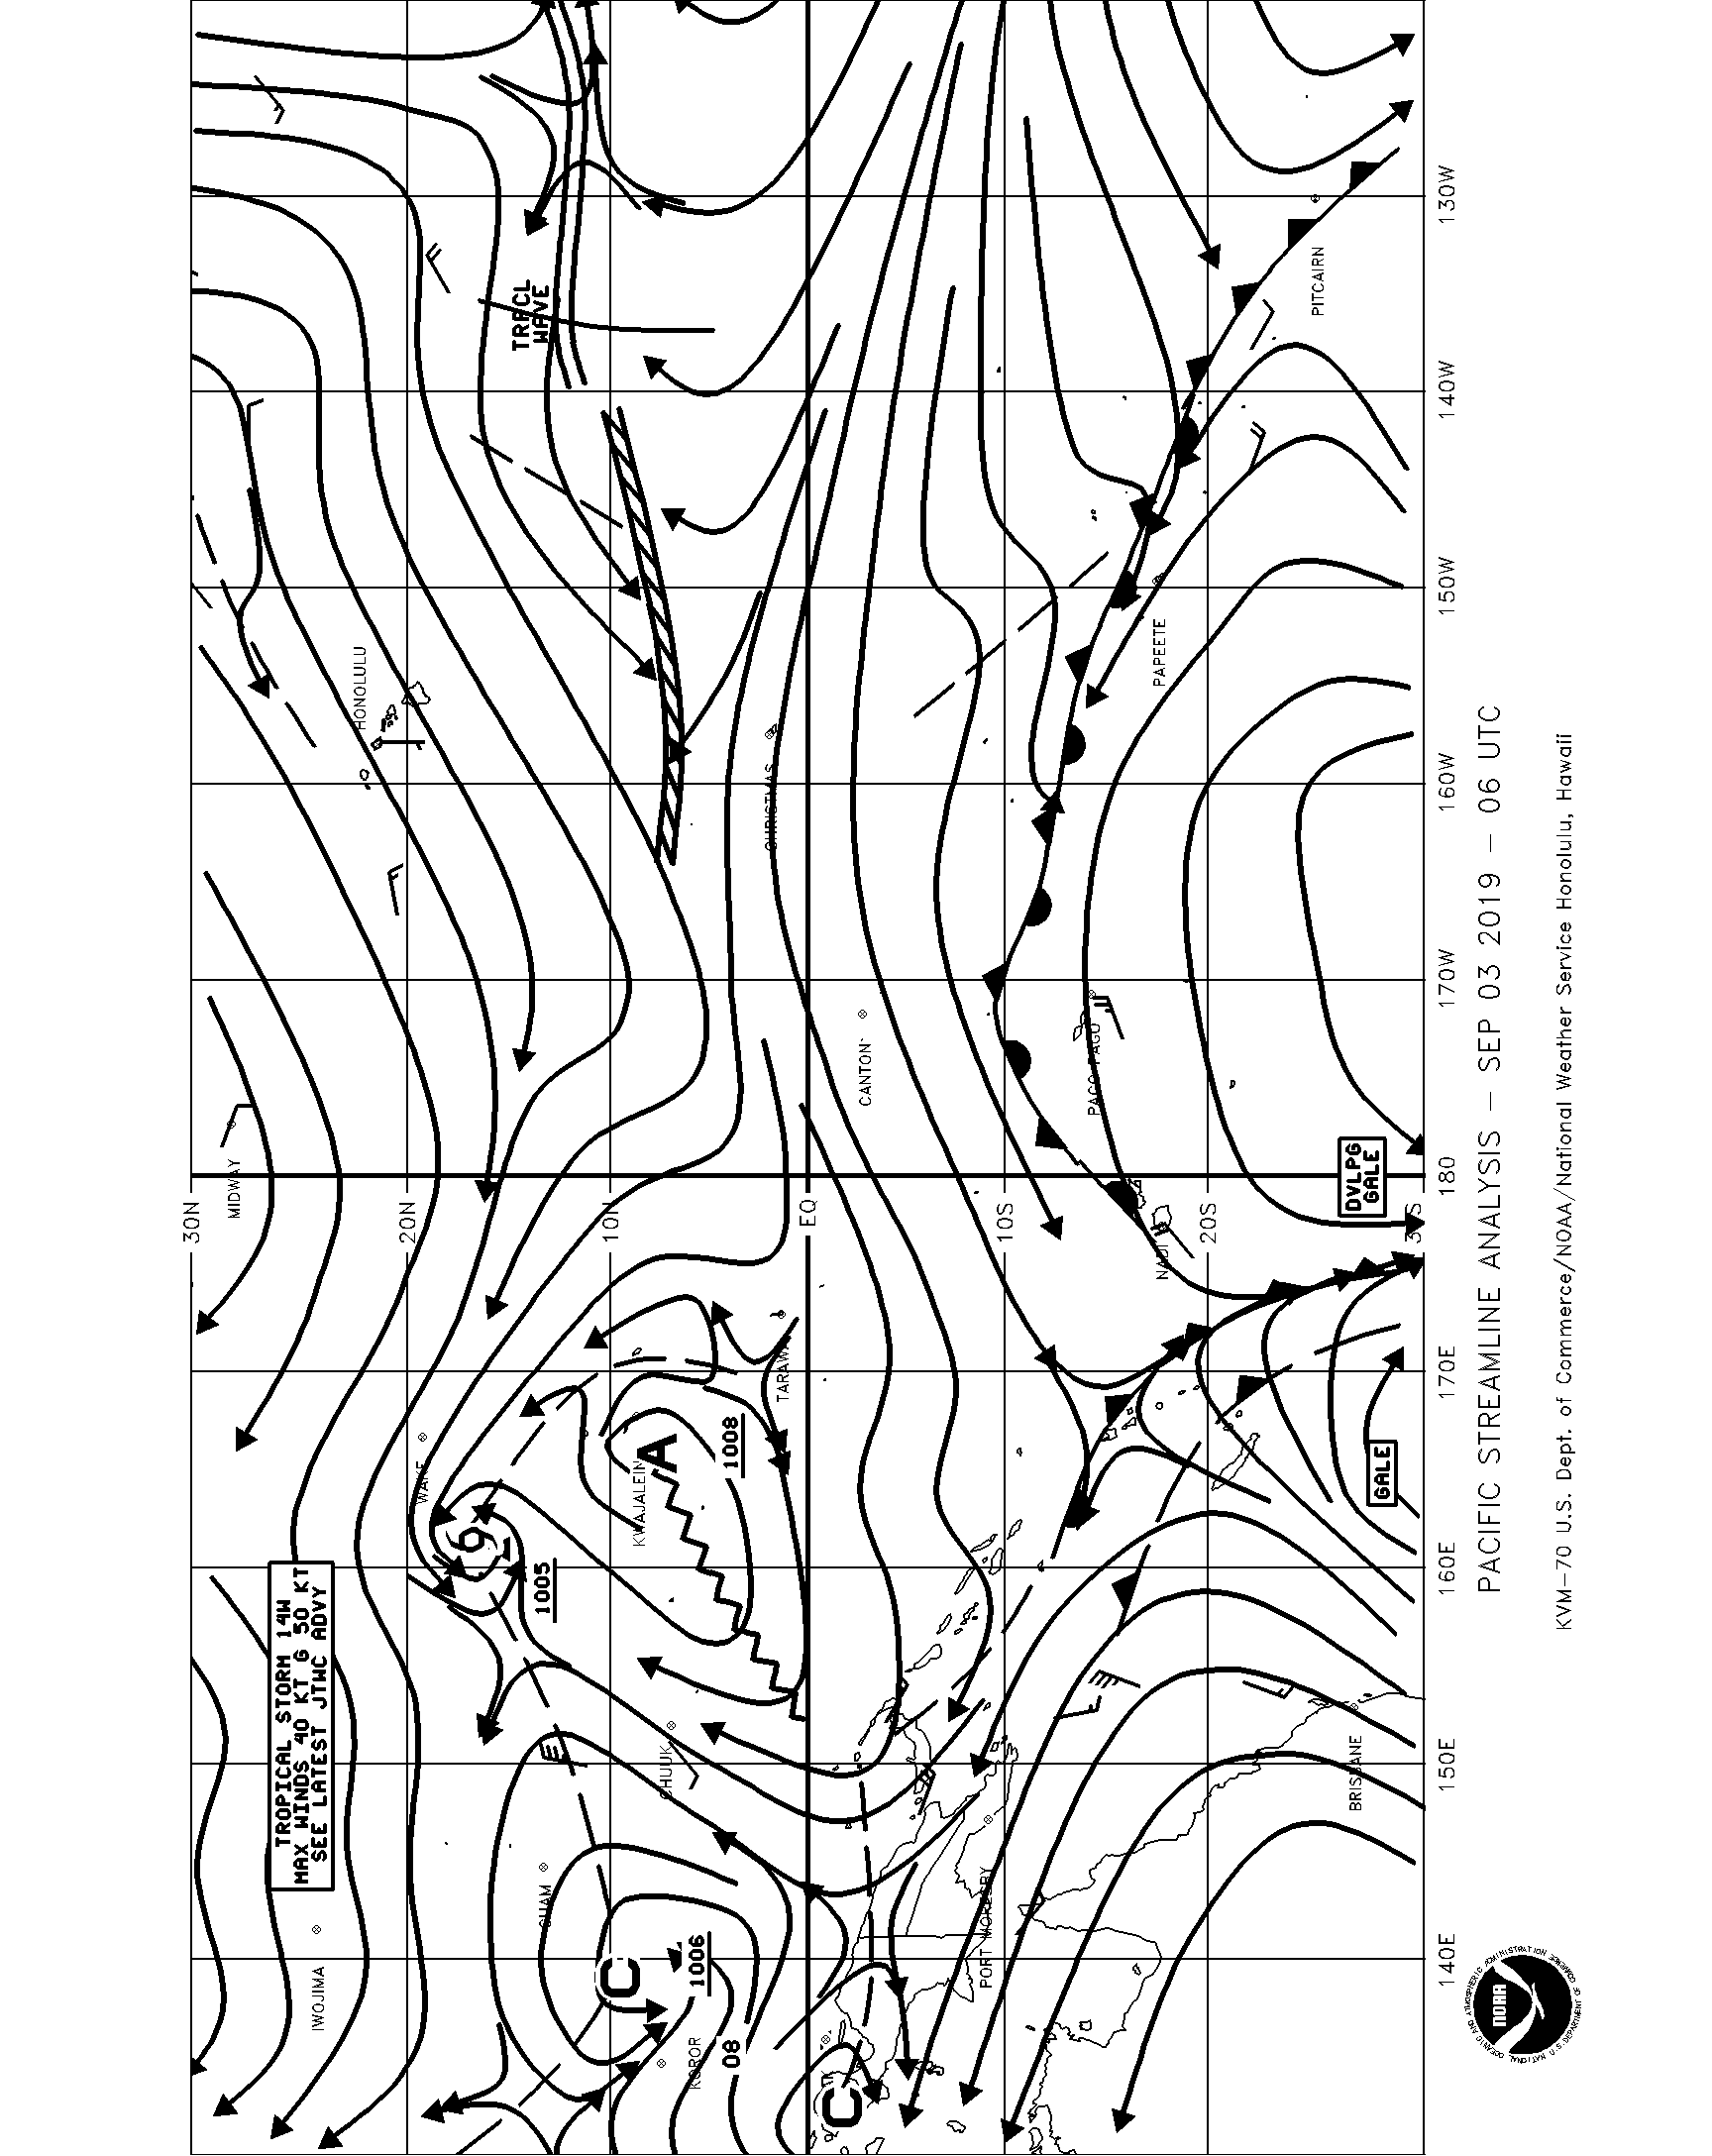 30N
20N
10N
EQ
10S
20S
130W
140W
150W
160W
170W
180
170E
160E
150E
140E
TROPICAL STORM 14W
MAX WINDS 40 KT G 50 KT
SEE LATEST JTWC ADVY
TRPCL
WAVE
DVLPG
GALE
GALE
1005
1008
1006
08
A
C
C
IWOJIMA
GUAM
KOROR
CHUUK
WAKE
KWAJALEIN
TARAWA
MIDWAY
HONOLULU
CHRISTMAS
CANTON
PAGO PAGO
NADI
PAPEETE
PITCAIRN
PORT MORESBY
BRISBANE
PACIFIC STREAMLINE ANALYSIS - SEP 03 2019 - 06 UTC
KVM-70 U.S. Dept. of Commerce/NOAA/National Weather Service Honolulu, Hawaii
NOAA
NATIONAL OCEANIC AND ATMOSPHERIC ADMINISTRATION
U.S. DEPARTMENT OF COMMERCE